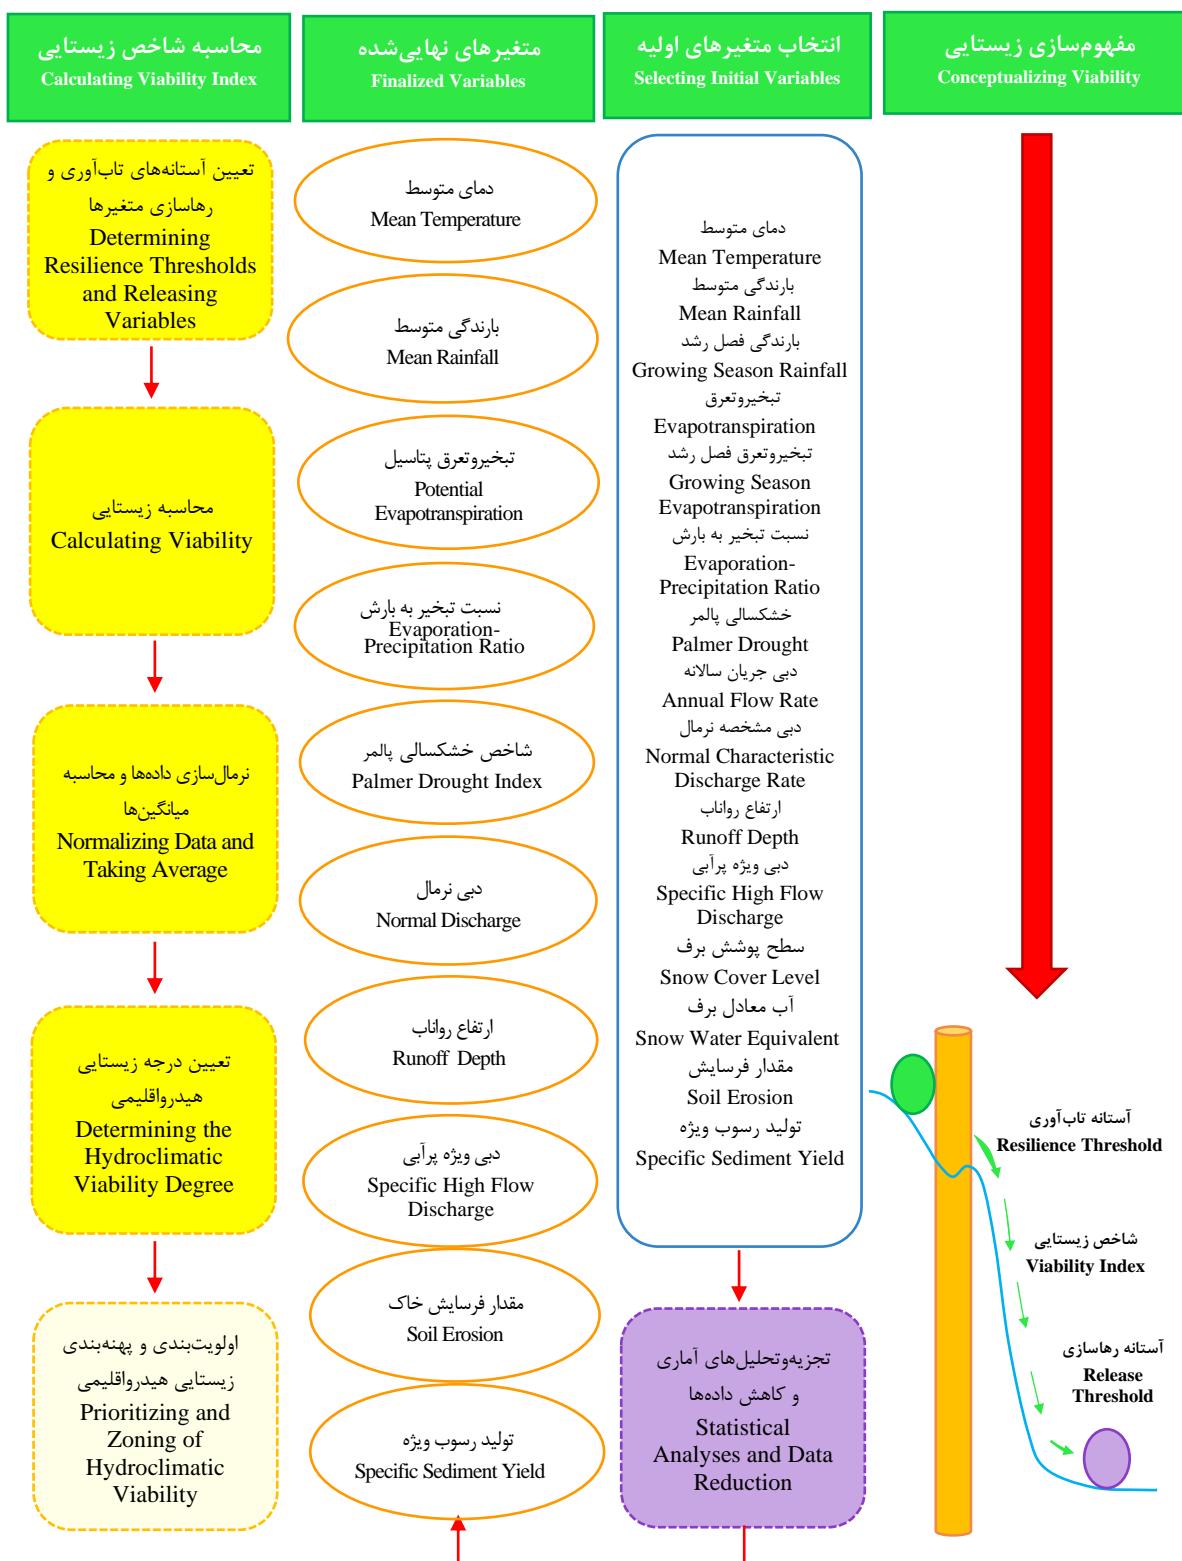 مفهوم‌سازی زیستایی
Conceptualizing Viability
انتخاب متغیرهای اولیه
Selecting Initial Variables
متغیرهای نهایی‌شده
Finalized Variables
محاسبه شاخص زیستایی
Calculating Viability Index
آستانه تاب‌آوری
Resilience Threshold
شاخص زیستایی
Viability Index
آستانه رهاسازی
Release
Threshold
دمای متوسط
Mean Temperature
بارندگی متوسط
Mean Rainfall
بارندگی فصل رشد
Growing Season Rainfall
تبخیروتعرق
Evapotranspiration
تبخیروتعرق فصل رشد
Growing Season
Evapotranspiration
نسبت تبخیر به بارش
Evaporation-
Precipitation Ratio
خشکسالی پالمر
Palmer Drought
دبی جریان سالانه
Annual Flow Rate
دبی مشخصه نرمال
Normal Characteristic
Discharge Rate
ارتفاع رواناب
Runoff Depth
دبی ویژه پرآبی
Specific High Flow
Discharge
سطح پوشش برف
Snow Cover Level
آب معادل برف
Snow Water Equivalent
مقدار فرسایش
Soil Erosion
تولید رسوب ویژه
Specific Sediment Yield
تجزیه‌وتحلیل‌های آماری
و کاهش داده‌ها
Statistical
Analyses and Data
Reduction
دمای متوسط
Mean Temperature
بارندگی متوسط
Mean Rainfall
تبخیروتعرق پتاسیل
Potential
Evapotranspiration
نسبت تبخیر به بارش
Evaporation-
Precipitation Ratio
شاخص خشکسالی پالمر
Palmer Drought Index
دبی نرمال
Normal Discharge
ارتفاع رواناب
Runoff Depth
دبی ویژه پرآبی
Specific High Flow
Discharge
مقدار فرسایش خاک
Soil Erosion
تولید رسوب ویژه
Specific Sediment Yield
تعیین آستانه‌های تاب‌آوری و
رهاسازی متغیرها
Determining
Resilience Thresholds
and Releasing
Variables
محاسبه زیستایی
Calculating Viability
نرمال‌سازی داده‌ها و محاسبه
میانگین‌ها
Normalizing Data and
Taking Average
تعیین درجه زیستایی
هیدرواقلیمی
Determining the
Hydroclimatic
Viability Degree
اولویت‌بندی و پهنه‌بندی
زیستایی هیدرواقلیمی
Prioritizing and
Zoning of
Hydroclimatic
Viability